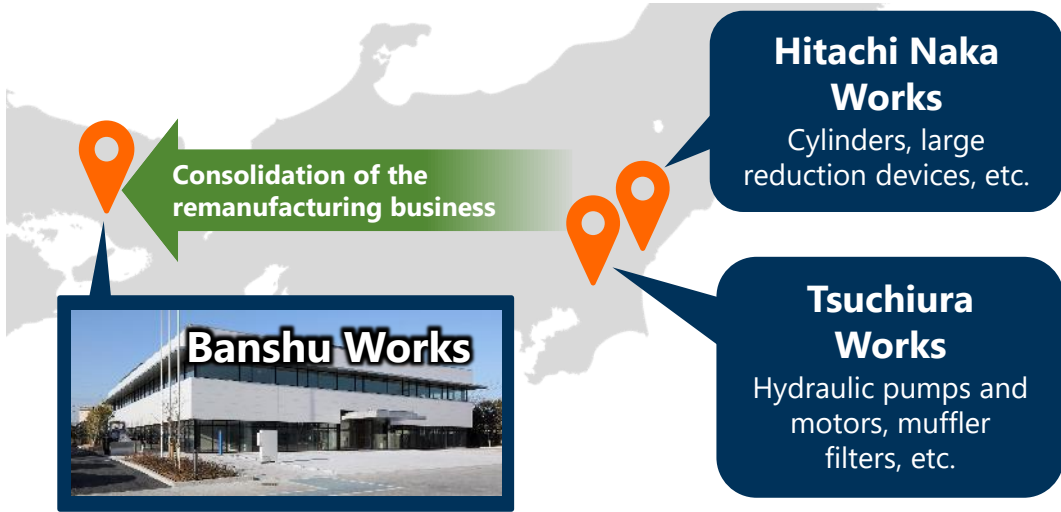 Hitachi Naka
Works
Cylinders, large
reduction devices, etc.
Consolidation of the
remanufacturing business
Tsuchiura
Works
Hydraulic pumps and
motors, muffler
filters, etc.
Banshu Works